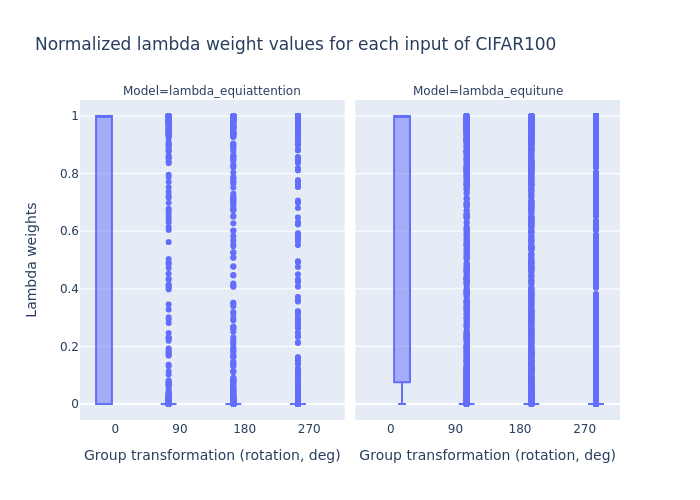 Normalized lambda weight values for each input of CIFAR100
Model=lambda_equiattention
Model=lambda_equitune
1
0.8
0.6
0.4
0.2
0
Lambda weights
0 90 180 270
0 90 180 270
Group transformation (rotation, deg)
Group transformation (rotation, deg)